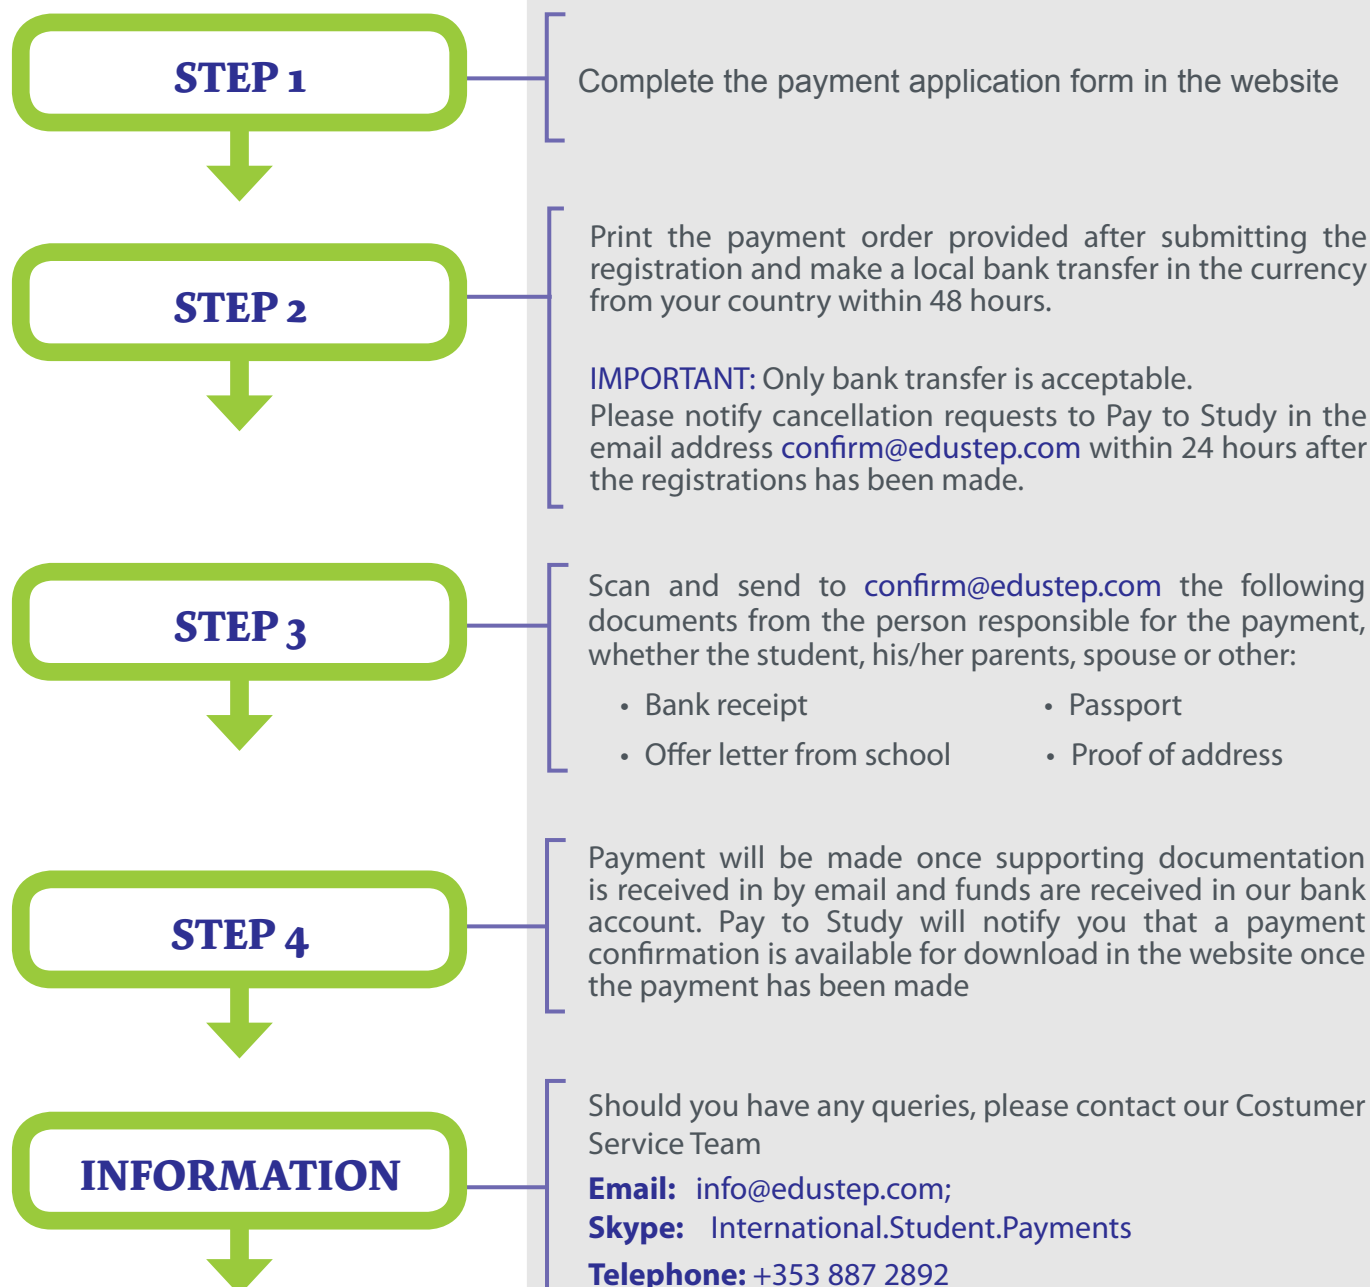 STEP 1
Complete the payment application form in the website
STEP 2
Print the payment order provided after submitting the
registration and make a local bank transfer in the currency
from your country within 48 hours.
IMPORTANT: Only bank transfer is acceptable.
Please notify cancellation requests to Pay to Study in the
email address confirm@edustep.com within 24 hours after
the registrations has been made.
STEP 3
Scan and send to confirm@edustep.com the following
documents from the person responsible for the payment,
whether the student, his/her parents, spouse or other:
• Bank receipt • Passport
• Offer letter from school • Proof of address
STEP 4
Payment will be made once supporting documentation
is received in by email and funds are received in our bank
account. Pay to Study will notify you that a payment
confirmation is available for download in the website once
the payment has been made
INFORMATION
Should you have any queries, please contact our Costumer
Service Team
Email: info@edustep.com;
Skype: International.Student.Payments
Telephone: +353 887 2892